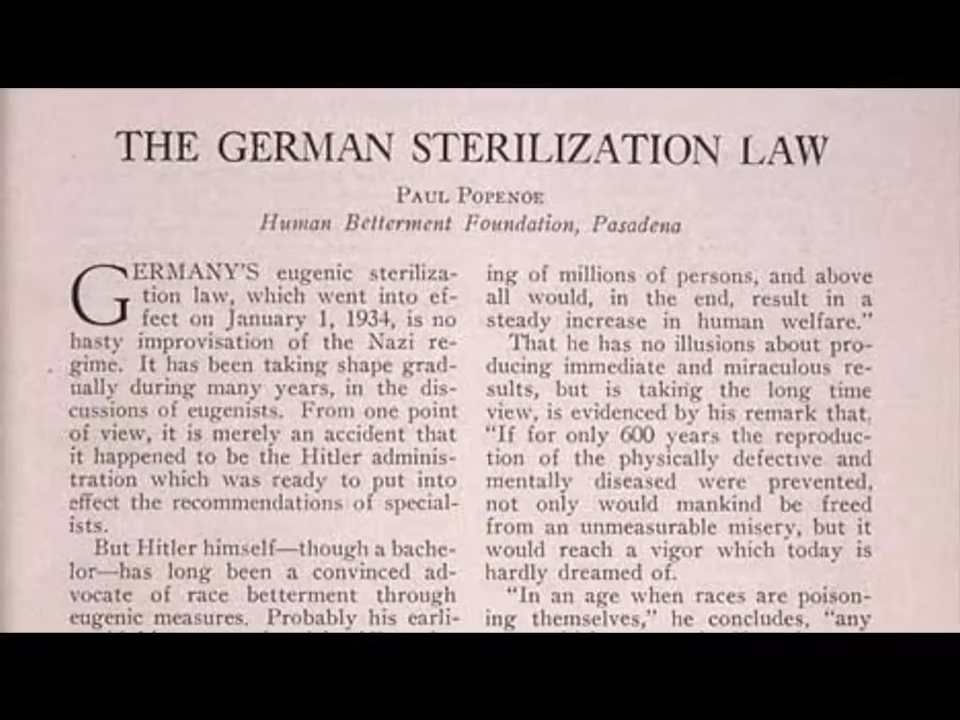 THE GERMAN STERILIZATION LAW
PAUL POPENOE
Human Betterment Foundation, Pasadena
GERMANY'S eugenic steriliza-
tion law, which went into ef-
fect on January 1, 1934, is no
hasty improvisation of the Nazi re-
gime. It has been taking shape grad-
ually during many years, in the dis-
cussions of eugenists. From one point
of view, it is merely an accident that
it happened to be the Hitler adminis-
tration which was ready to put into
effect the recommendations of special-
ists.
But Hitler himself—though a bache-
lor—has long been a convinced ad-
vocate of race betterment through
eugenic measures. Probably his earli-
ing of millions of persons, and above
all would, in the end, result in a
steady increase in human welfare."
That he has no illusions about pro-
ducing immediate and miraculous re-
sults, but is taking the long time
view, is evidenced by his remark that,
"If for only 600 years the reproduc-
tion of the physically defective and
mentally diseased were prevented,
not only would mankind be freed
from an unmeasurable misery, but it
would reach a vigor which today is
hardly dreamed of.
"In an age when races are poison-
ing themselves," he concludes, "any